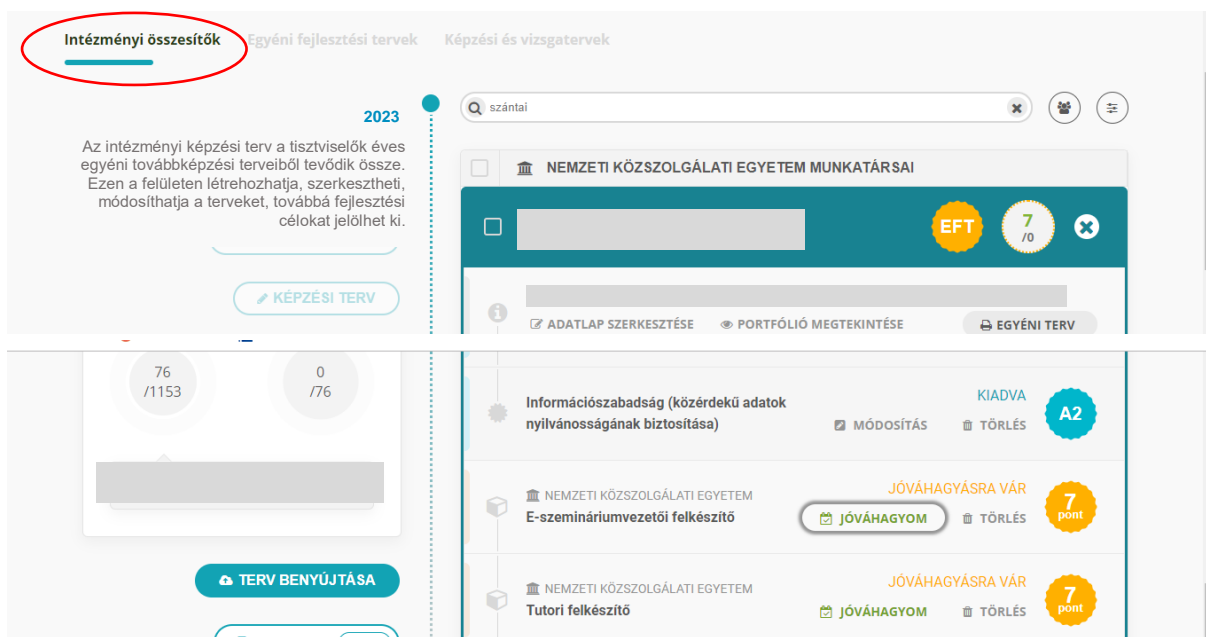 Intézményi összesítők Egyéni fejlesztési tervek Képzési és vizsgatervek
2023
Az intézményi képzési terv a tisztviselők éves
egyéni továbbképzési terveiből tevődik össze.
Ezen a felületen létrehozhatja, szerkesztheti,
módosíthatja a terveket, továbbá fejlesztési
célokat jelölhet ki.
KÉPZÉSI TERV
76
/1153
0
/76
TERV BENYÚJTÁSA
szántai
NEMZETI KÖZSZOLGÁLATI EGYETEM MUNKATÁRSAI
EFT
7
/0
ADATLAP SZERKESZTÉSE PORTFÓLIÓ MEGTEKINTÉSE EGYÉNI TERV
Információszabadság (közérdekű adatok
nyilvánosságának biztosítása)
KIADVA
MÓDOSÍTÁS TÖRLÉS
A2
NEMZETI KÖZSZOLGÁLATI EGYETEM
E-szemináriumvezetői felkészítő
JÓVÁHAGYÁSRA VÁR
JÓVÁHAGYOM TÖRLÉS
7
pont
NEMZETI KÖZSZOLGÁLATI EGYETEM
Tutori felkészítő
JÓVÁHAGYÁSRA VÁR
JÓVÁHAGYOM TÖRLÉS
7
pont